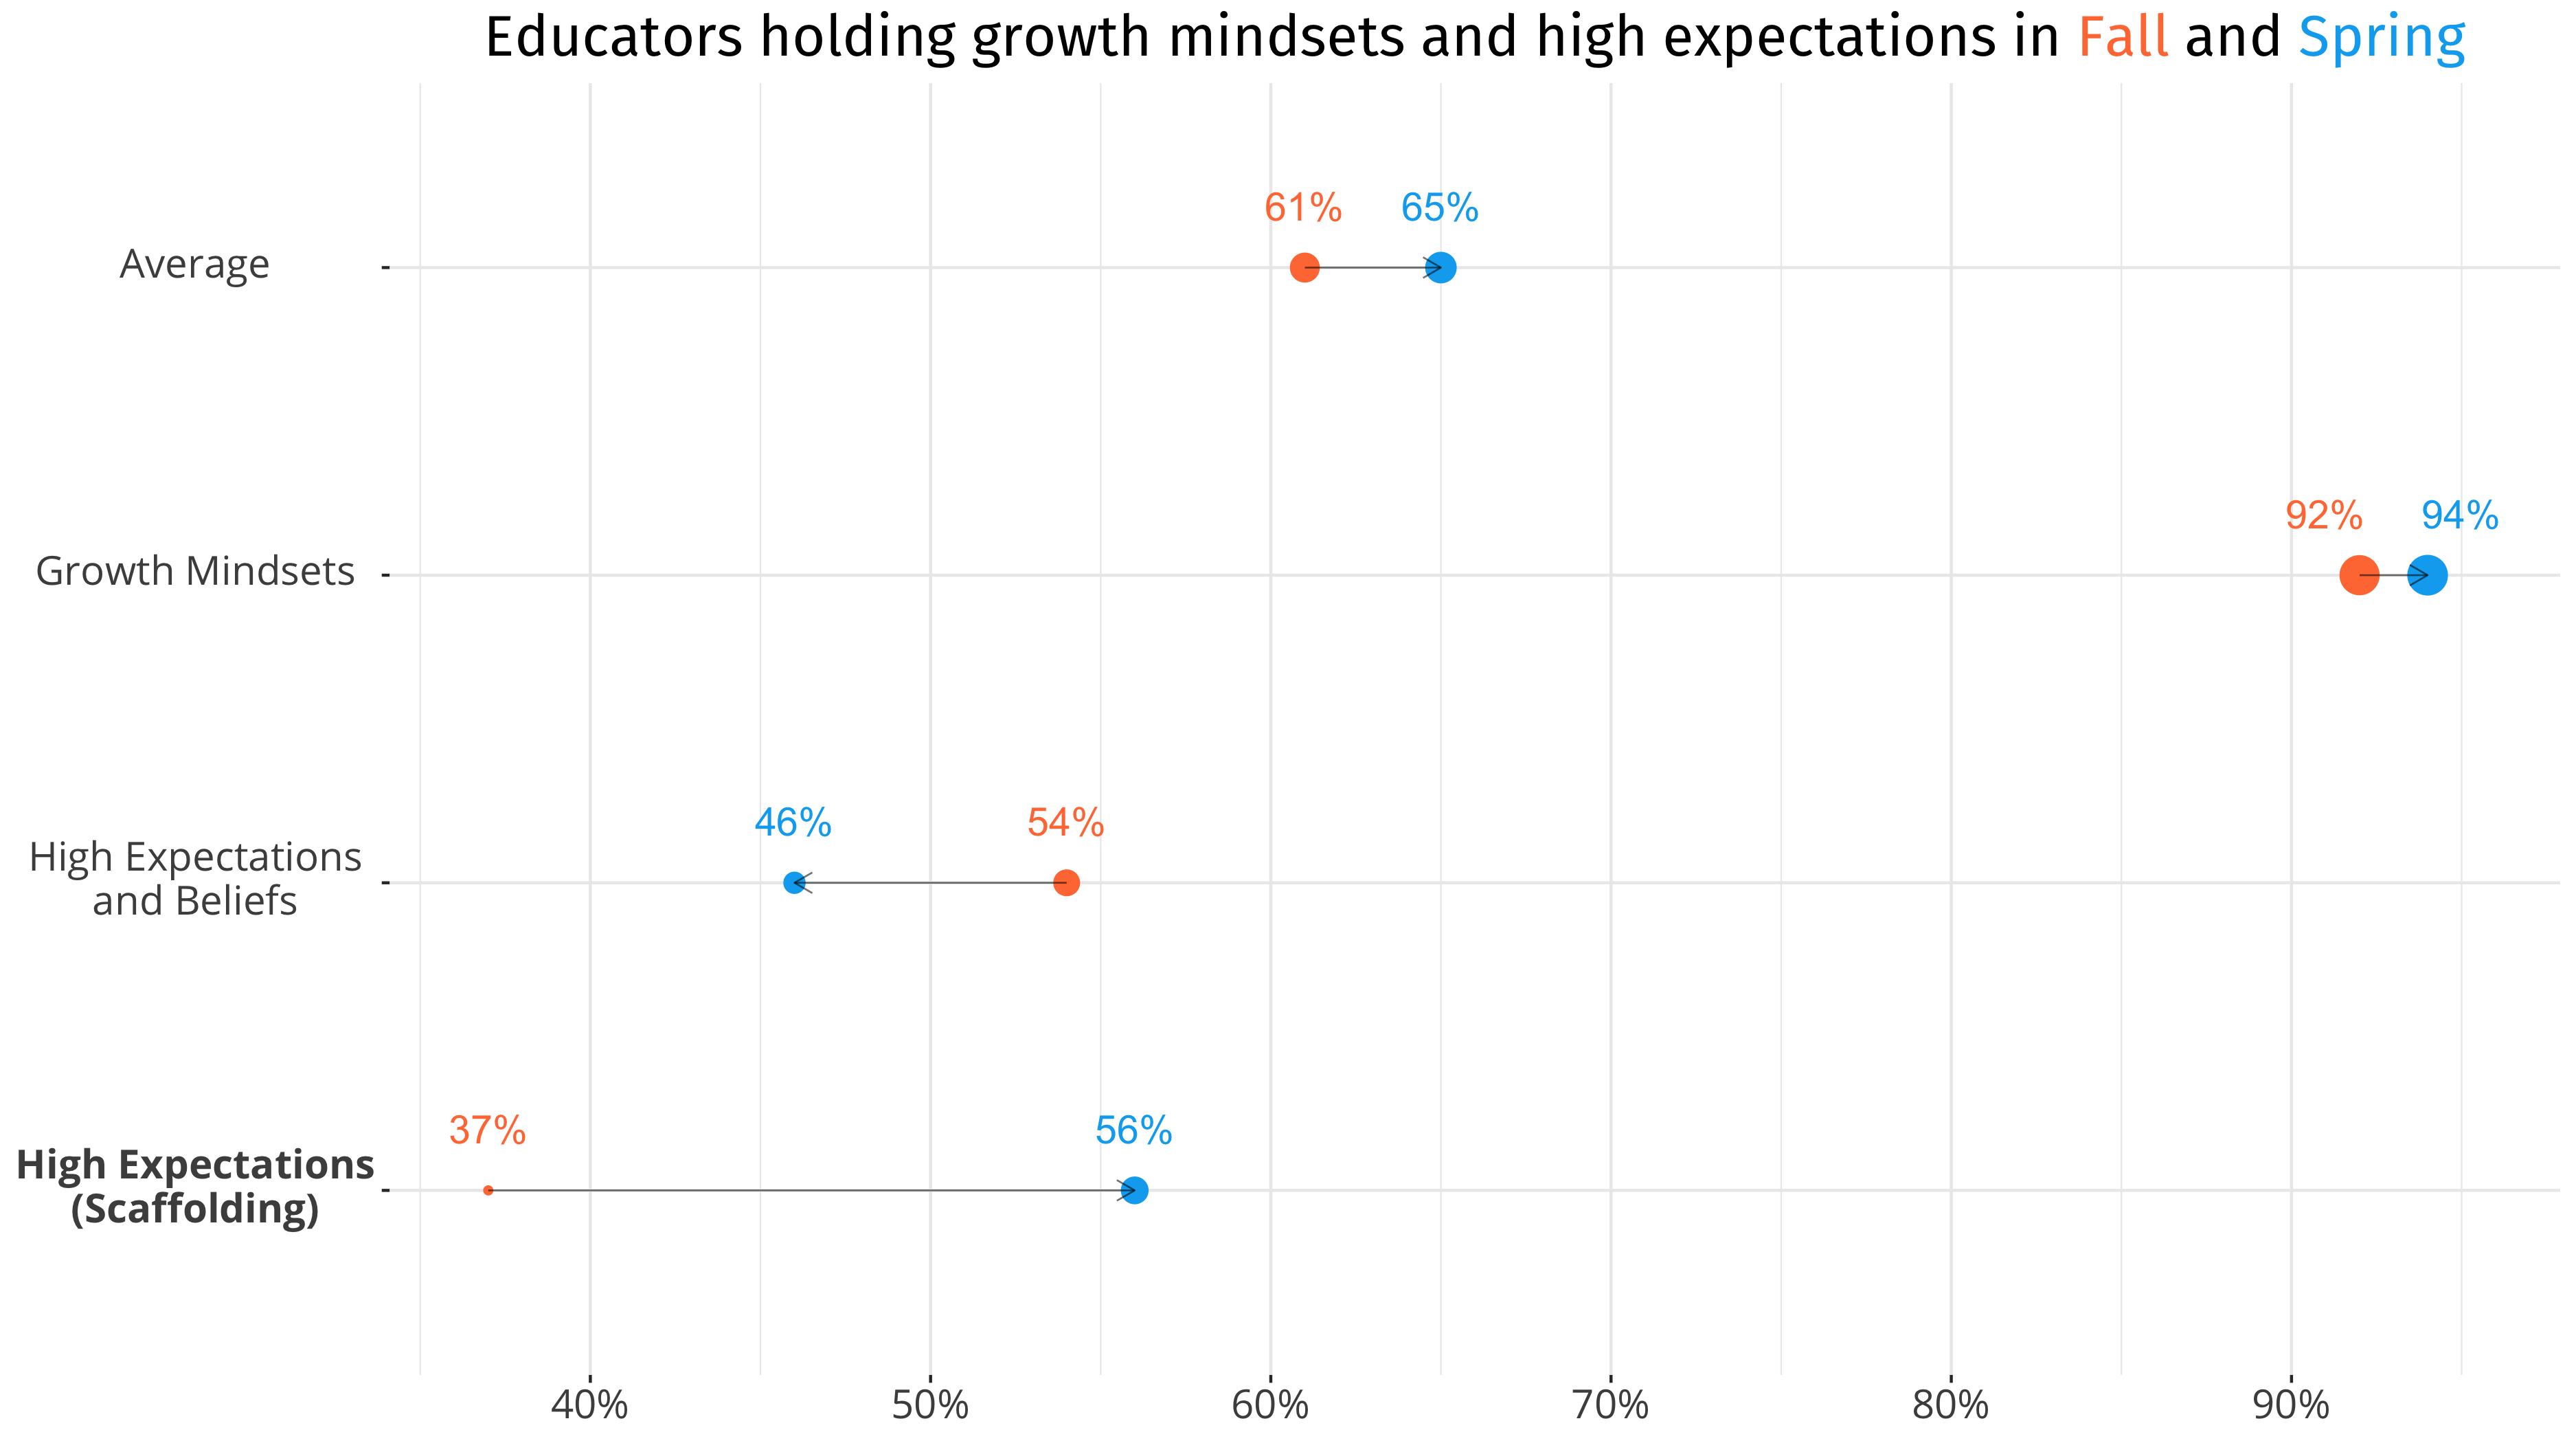 Educators holding growth mindsets and high expectations in Fall and Spring
61% 65%
Average
92% 94%
Growth Mindsets
46% 54%
High Expectations
and Beliefs
37% 56%
High Expectations
(Scaffolding)
40% 50% 60% 70% 80% 90%